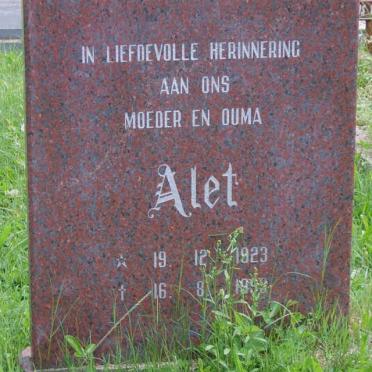 IN LIEFDEVOLLE HERINNERING
AAN ONS
MOEDER EN OUMA
Alet
☆ 19 12 1923
† 16 8